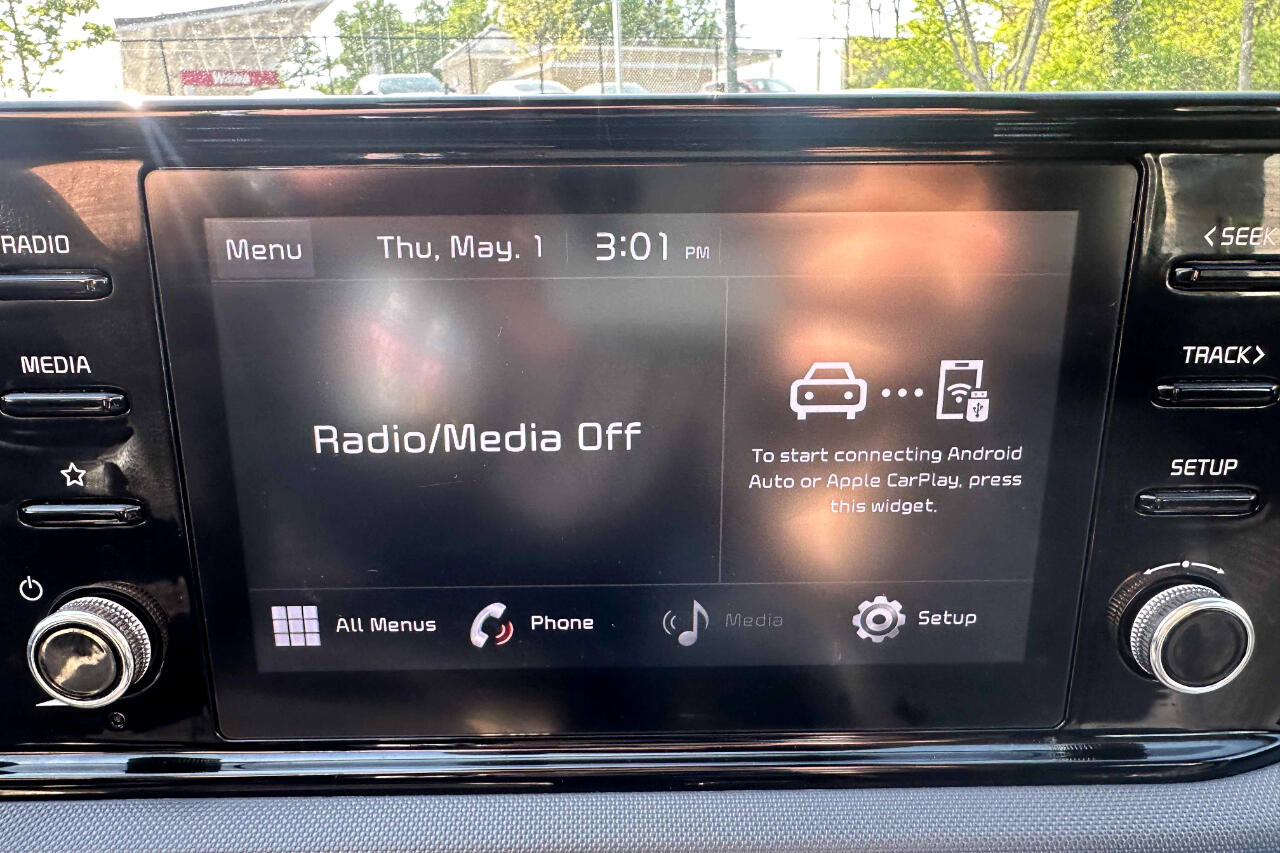 Wawa
RADIO
MEDIA
Menu
Thu, May. 1
3:01 PM
Radio/Media Off
To start connecting Android
Auto or Apple CarPlay, press
this widget.
All Menus
Phone
Media
Setup
<SEEK
TRACK>
SETUP